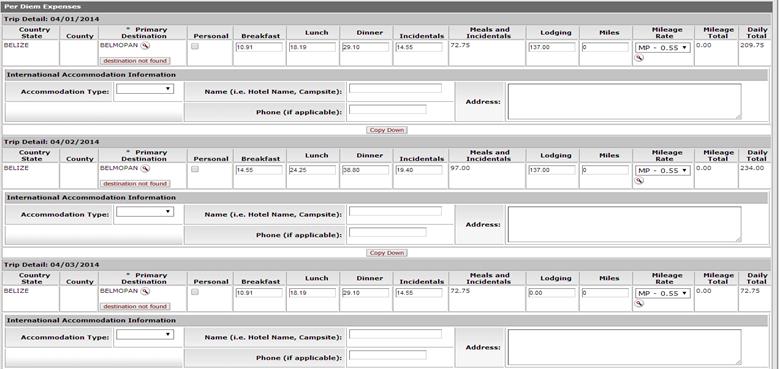 Per Diem Expenses
Trip Detail: 04/01/2014
Country State County * Primary Destination Personal Breakfast Lunch Dinner Incidentals Meals and Incidentals Lodging Miles Mileage Rate Mileage Total Daily Total
BELIZE BELMOPAN 10.91 18.19 29.10 14.55 72.75 137.00 0 MP - 0.55 0.00 209.75
destination not found
International Accommodation Information
Accommodation Type: Name (i.e. Hotel Name, Campsite): Address:
Phone (if applicable):
Copy Down
Trip Detail: 04/02/2014
Country State County * Primary Destination Personal Breakfast Lunch Dinner Incidentals Meals and Incidentals Lodging Miles Mileage Rate Mileage Total Daily Total
BELIZE BELMOPAN 14.55 24.25 38.80 19.40 97.00 137.00 0 MP - 0.55 0.00 234.00
destination not found
International Accommodation Information
Accommodation Type: Name (i.e. Hotel Name, Campsite): Address:
Phone (if applicable):
Copy Down
Trip Detail: 04/03/2014
Country State County * Primary Destination Personal Breakfast Lunch Dinner Incidentals Meals and Incidentals Lodging Miles Mileage Rate Mileage Total Daily Total
BELIZE BELMOPAN 10.91 18.19 29.10 14.55 72.75 0.00 0 MP - 0.55 0.00 72.75
destination not found
International Accommodation Information
Accommodation Type: Name (i.e. Hotel Name, Campsite): Address:
Phone (if applicable):